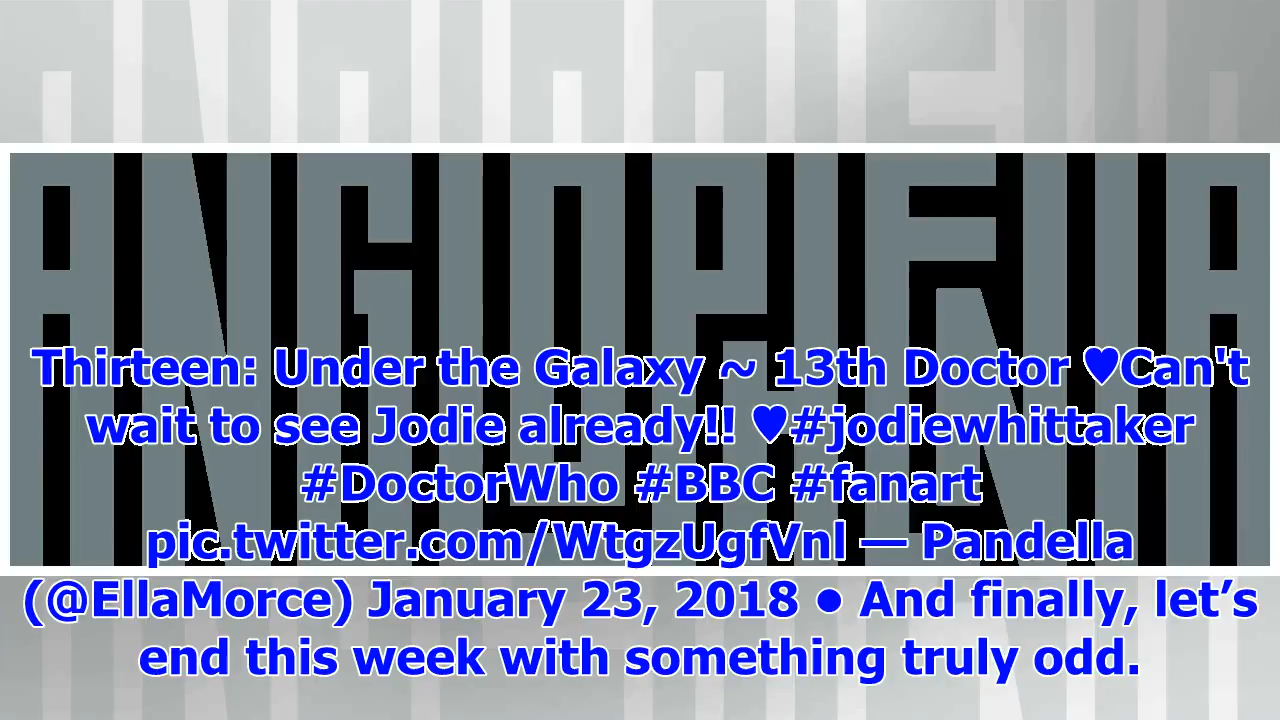 ANGLOPHENIA
Thirteen: Under the Galaxy ~ 13th Doctor ♥Can't
wait to see Jodie already!! ♥#jodiewhittaker
#DoctorWho #BBC #fanart
pic.twitter.com/WtgzUgfVnl — Pandella
(@EllaMorce) January 23, 2018 ● And finally, let’s
end this week with something truly odd.